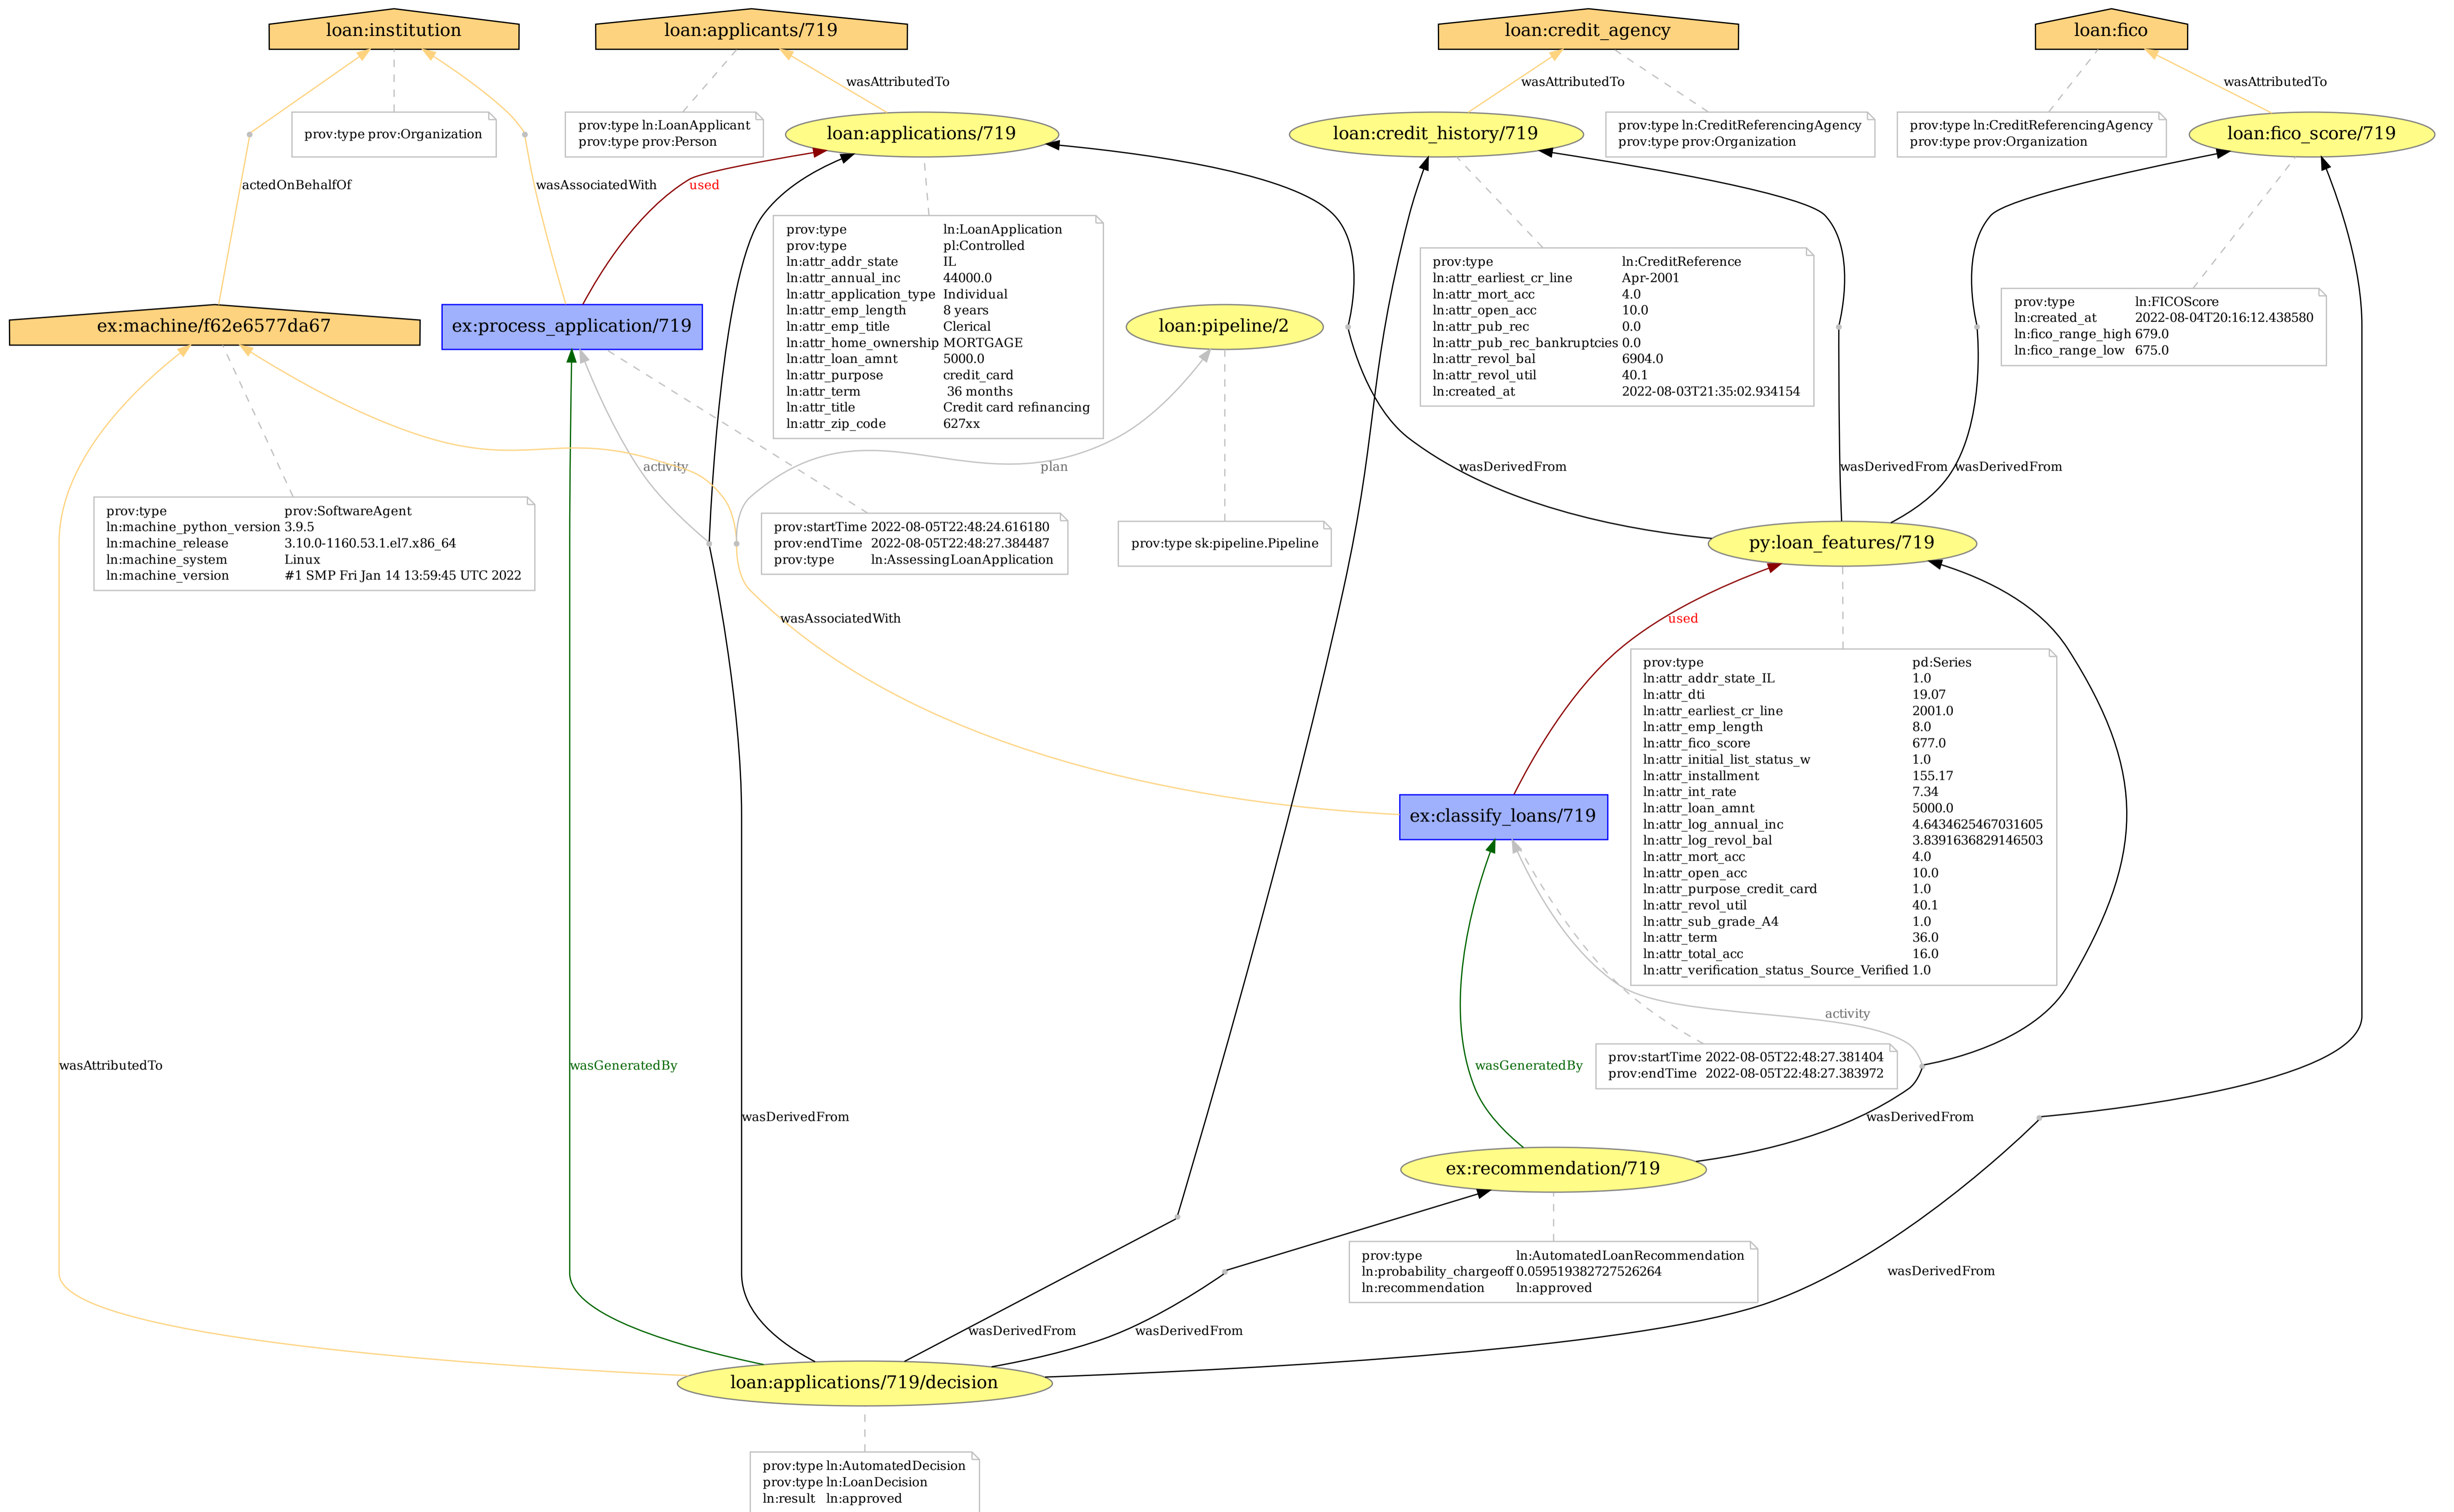 loan:institution
loan:applicants/719
loan:credit_agency
loan:fico
wasAttributedTo
wasAttributedTo
wasAttributedTo
prov:type prov:Organization
prov:type ln:LoanApplicant
prov:type prov:Person
loan:applications/719
loan:credit_history/719
prov:type ln:CreditReferencingAgency
prov:type prov:Organization
prov:type ln:CreditReferencingAgency
prov:type prov:Organization
loan:fico_score/719
actedOnBehalfOf
wasAssociatedWith
used
prov:type ln:LoanApplication
prov:type pl:Controlled
ln:attr_addr_state IL
ln:attr_annual_inc 44000.0
ln:attr_application_type Individual
ln:attr_emp_length 8 years
ln:attr_emp_title Clerical
ln:attr_home_ownership MORTGAGE
ln:attr_loan_amnt 5000.0
ln:attr_purpose credit_card
ln:attr_term 36 months
ln:attr_title Credit card refinancing
ln:attr_zip_code 627xx
prov:type ln:CreditReference
ln:attr_earliest_cr_line Apr-2001
ln:attr_mort_acc 4.0
ln:attr_open_acc 10.0
ln:attr_pub_rec 0.0
ln:attr_pub_rec_bankruptcies 0.0
ln:attr_revol_bal 6904.0
ln:attr_revol_util 40.1
ln:created_at 2022-08-03T21:35:02.934154
prov:type ln:FICOScore
ln:created_at 2022-08-04T20:16:12.438580
ln:fico_range_high 679.0
ln:fico_range_low 675.0
ex:machine/f62e6577da67
ex:process_application/719
loan:pipeline/2
activity
plan
wasDerivedFrom
wasDerivedFrom
wasDerivedFrom
prov:type prov:SoftwareAgent
ln:machine_python_version 3.9.5
ln:machine_release 3.10.0-1160.53.1.el7.x86_64
ln:machine_system Linux
ln:machine_version #1 SMP Fri Jan 14 13:59:45 UTC 2022
prov:startTime 2022-08-05T22:48:24.616180
prov:endTime 2022-08-05T22:48:27.384487
prov:type ln:AssessingLoanApplication
prov:type sk:pipeline.Pipeline
py:loan_features/719
wasAssociatedWith
used
prov:type pd:Series
ln:attr_addr_state_IL 1.0
ln:attr_dti 19.07
ln:attr_earliest_cr_line 2001.0
ln:attr_emp_length 8.0
ln:attr_fico_score 677.0
ln:attr_initial_list_status_w 1.0
ln:attr_installment 155.17
ln:attr_int_rate 7.34
ln:attr_loan_amnt 5000.0
ln:attr_log_annual_inc 4.6434625467031605
ln:attr_log_revol_bal 3.8391636829146503
ln:attr_mort_acc 4.0
ln:attr_open_acc 10.0
ln:attr_purpose_credit_card 1.0
ln:attr_revol_util 40.1
ln:attr_sub_grade_A4 1.0
ln:attr_term 36.0
ln:attr_total_acc 16.0
ln:attr_verification_status_Source_Verified 1.0
ex:classify_loans/719
activity
wasAttributedTo
wasGeneratedBy
wasGeneratedBy
prov:startTime 2022-08-05T22:48:27.381404
prov:endTime 2022-08-05T22:48:27.383972
wasDerivedFrom
wasDerivedFrom
ex:recommendation/719
prov:type ln:AutomatedLoanRecommendation
ln:probability_chargeoff 0.059519382727526264
ln:recommendation ln:approved
wasDerivedFrom
wasDerivedFrom
wasDerivedFrom
loan:applications/719/decision
prov:type ln:AutomatedDecision
prov:type ln:LoanDecision
ln:result ln:approved